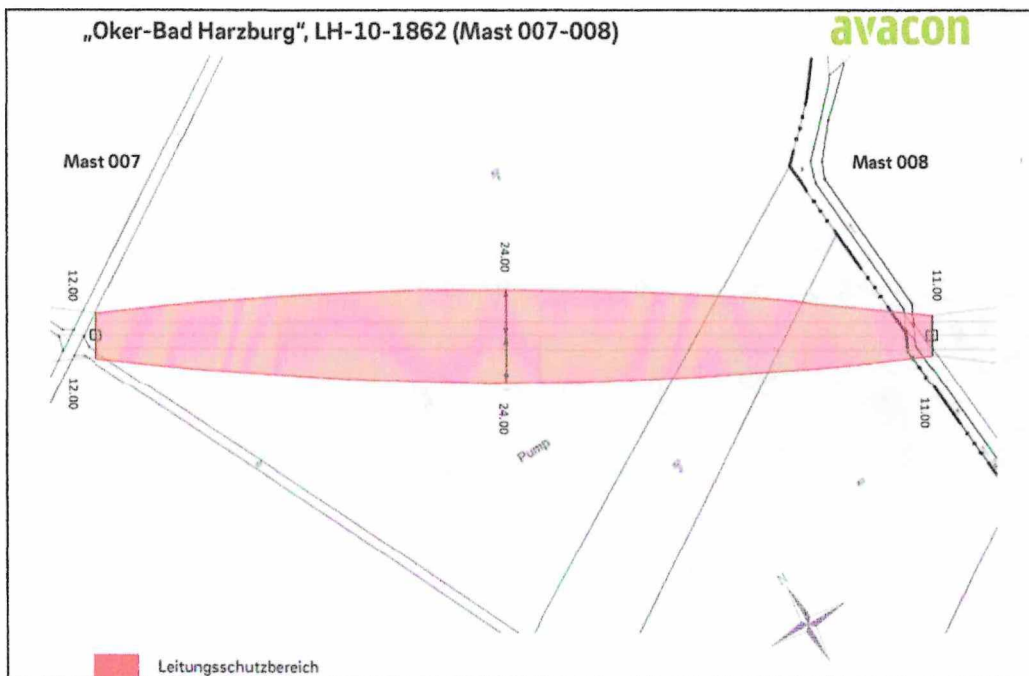 „Oker-Bad Harzburg“, LH-10-1862 (Mast 007-008)
avacon
Mast 007
Mast 008
24.00
12.00
11.00
12.00
24.00
11.00
Pump
N
Leitungsschutzbereich